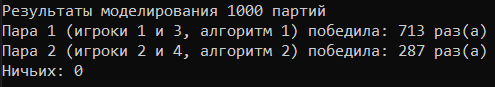 Результаты моделирования 1000 партий
Пара 1 (игроки 1 и 3, алгоритм 1) победила: 713 раз(а)
Пара 2 (игроки 2 и 4, алгоритм 2) победила: 287 раз(а)
Ничьих: 0